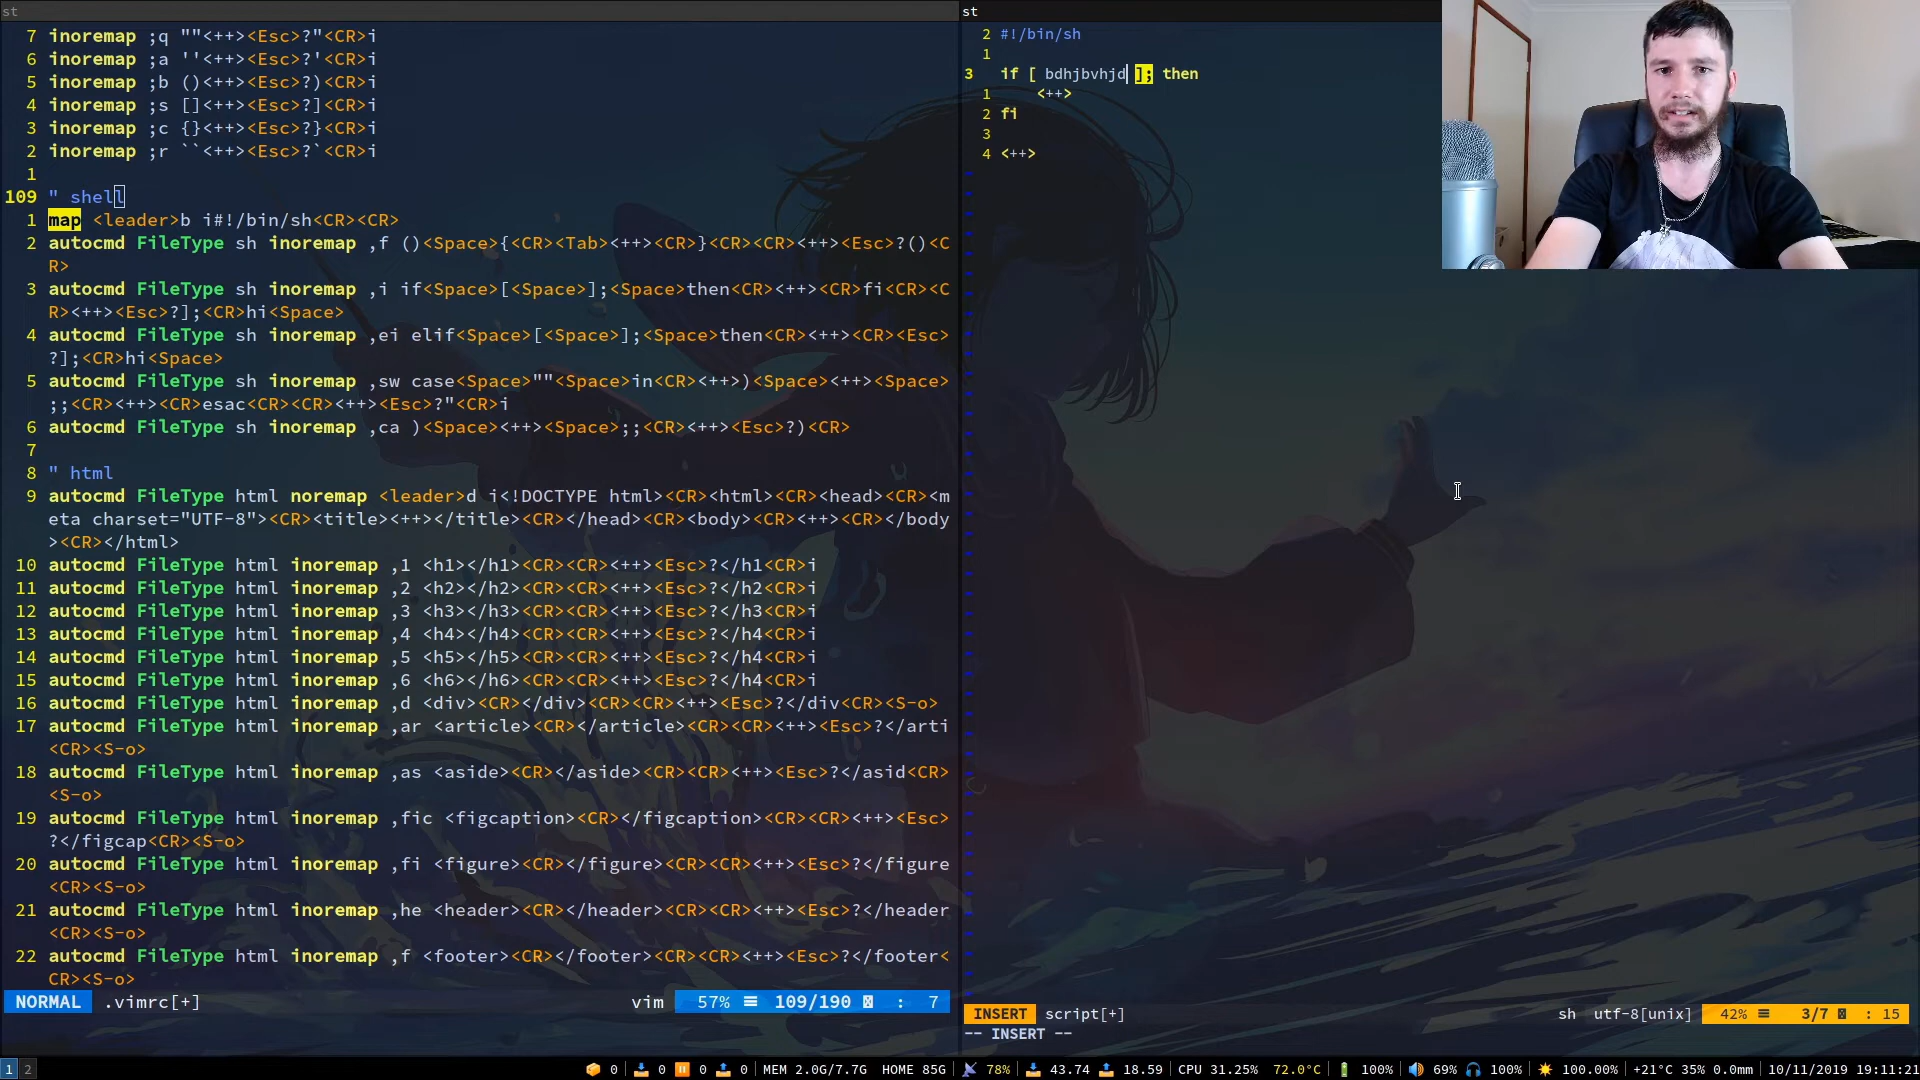 st
7 inoremap ;q ""<++><Esc>?"<CR>i
6 inoremap ;a ''<++><Esc>?'<CR>i
5 inoremap ;b ()<++><Esc>?)<CR>i
4 inoremap ;s []<++><Esc>?]<CR>i
3 inoremap ;c {}<++><Esc>?}<CR>i
2 inoremap ;r ``<++><Esc>?`<CR>i
1
109 " shell
1 map <leader>b i#!/bin/sh<CR><CR>
2 autocmd FileType sh inoremap ,f ()<Space>{<CR><Tab><++><CR>}<CR><CR><++><Esc>?()<C
R>
3 autocmd FileType sh inoremap ,i if<Space>[<Space>];<Space>then<CR><++><CR>fi<CR><C
R><++><Esc>?];<CR>hi<Space>
4 autocmd FileType sh inoremap ,ei elif<Space>[<Space>];<Space>then<CR><++><CR><Esc>
?];<CR>hi<Space>
5 autocmd FileType sh inoremap ,sw case<Space>""<Space>in<CR><++>)<Space><++><Space>
;;<CR><++><CR>esac<CR><CR><++><Esc>?"<CR>i
6 autocmd FileType sh inoremap ,ca )<Space><++><Space>;;<CR><++><Esc>?)<CR>
7
8 " html
9 autocmd FileType html noremap <leader>d i<!DOCTYPE html><CR><html><CR><head><CR><m
eta charset="UTF-8"><CR><title><++></title><CR></head><CR><body><CR><++><CR></body
><CR></html>
10 autocmd FileType html inoremap ,1 <h1></h1><CR><CR><++><Esc>?</h1<CR>i
11 autocmd FileType html inoremap ,2 <h2></h2><CR><CR><++><Esc>?</h2<CR>i
12 autocmd FileType html inoremap ,3 <h3></h3><CR><CR><++><Esc>?</h3<CR>i
13 autocmd FileType html inoremap ,4 <h4></h4><CR><CR><++><Esc>?</h4<CR>i
14 autocmd FileType html inoremap ,5 <h5></h5><CR><CR><++><Esc>?</h4<CR>i
15 autocmd FileType html inoremap ,6 <h6></h6><CR><CR><++><Esc>?</h4<CR>i
16 autocmd FileType html inoremap ,d <div><CR></div><CR><CR><++><Esc>?</div<CR><S-o>
17 autocmd FileType html inoremap ,ar <article><CR></article><CR><CR><++><Esc>?</arti
<CR><S-o>
18 autocmd FileType html inoremap ,as <aside><CR></aside><CR><CR><++><Esc>?</asid<CR>
<S-o>
19 autocmd FileType html inoremap ,fic <figcaption><CR></figcaption><CR><CR><++><Esc>
?</figcap<CR><S-o>
20 autocmd FileType html inoremap ,fi <figure><CR></figure><CR><CR><++><Esc>?</figure
<CR><S-o>
21 autocmd FileType html inoremap ,he <header><CR></header><CR><CR><++><Esc>?</header
<CR><S-o>
22 autocmd FileType html inoremap ,f <footer><CR></footer><CR><CR><++><Esc>?</footer<
CR><S-o>
NORMAL .vimrc[+] vim 57% ≡ 109/190 : 7
st
2 #!/bin/sh
1
3 if [ bdhjbvhjd ]; then
1 <++>
2 fi
3
4 <++>
INSERT script[+] sh utf-8[unix] 42% ≡ 3/7 : 15
-- INSERT --
1 2 0 0 0 0 MEM 2.0G/7.7G HOME 85G 78% 43.74 18.59 CPU 31.25% 72.0°C 100% 69% 100% 100.00% +21°C 35% 0.0mm 10/11/2019 19:11:21